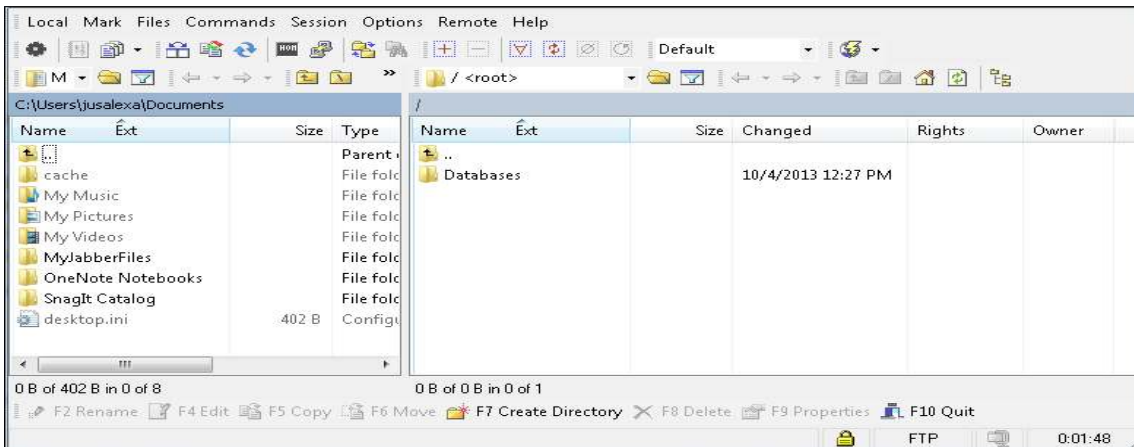 Local Mark Files Commands Session Options Remote Help
Default
M
»
/ <root>
C:\Users\jusalexa\Documents
/
Name Ext Size Type
Name Ext Size Changed Rights Owner
.. Parent
..
cache File fold
Databases 10/4/2013 12:27 PM
My Music File fold
My Pictures File fold
My Videos File fold
MyJabberFiles File fold
OneNote Notebooks File fold
SnagIt Catalog File fold
desktop.ini 402 B Configu
0 B of 402 B in 0 of 8
0 B of 0 B in 0 of 1
F2 Rename F4 Edit F5 Copy F6 Move F7 Create Directory F8 Delete F9 Properties F10 Quit
FTP 0:01:48